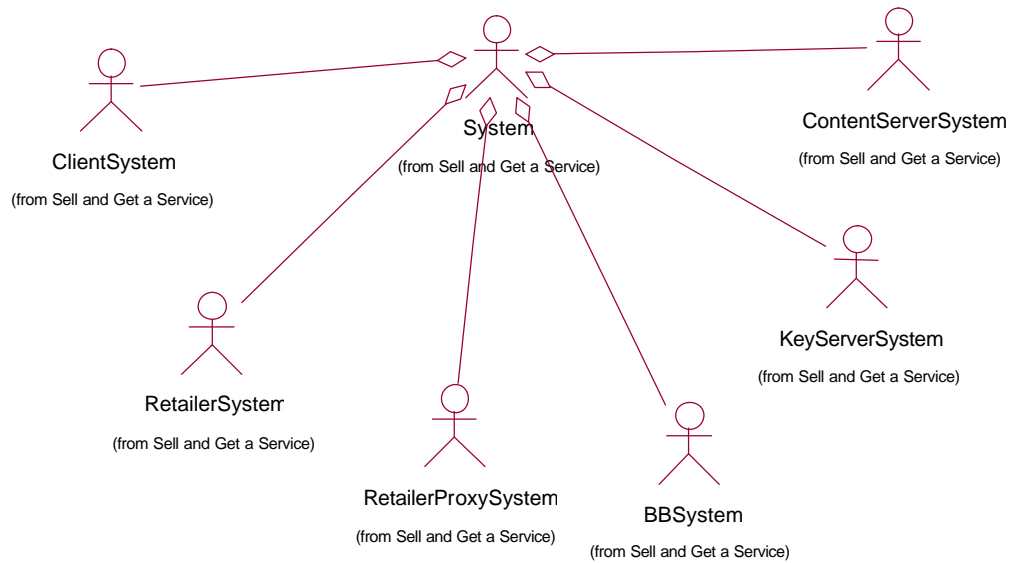 System
(from Sell and Get a Service)
ContentServerSystem
(from Sell and Get a Service)
ClientSystem
(from Sell and Get a Service)
KeyServerSystem
(from Sell and Get a Service)
RetailerSystem
(from Sell and Get a Service)
RetailerProxySystem
(from Sell and Get a Service)
BBSystem
(from Sell and Get a Service)